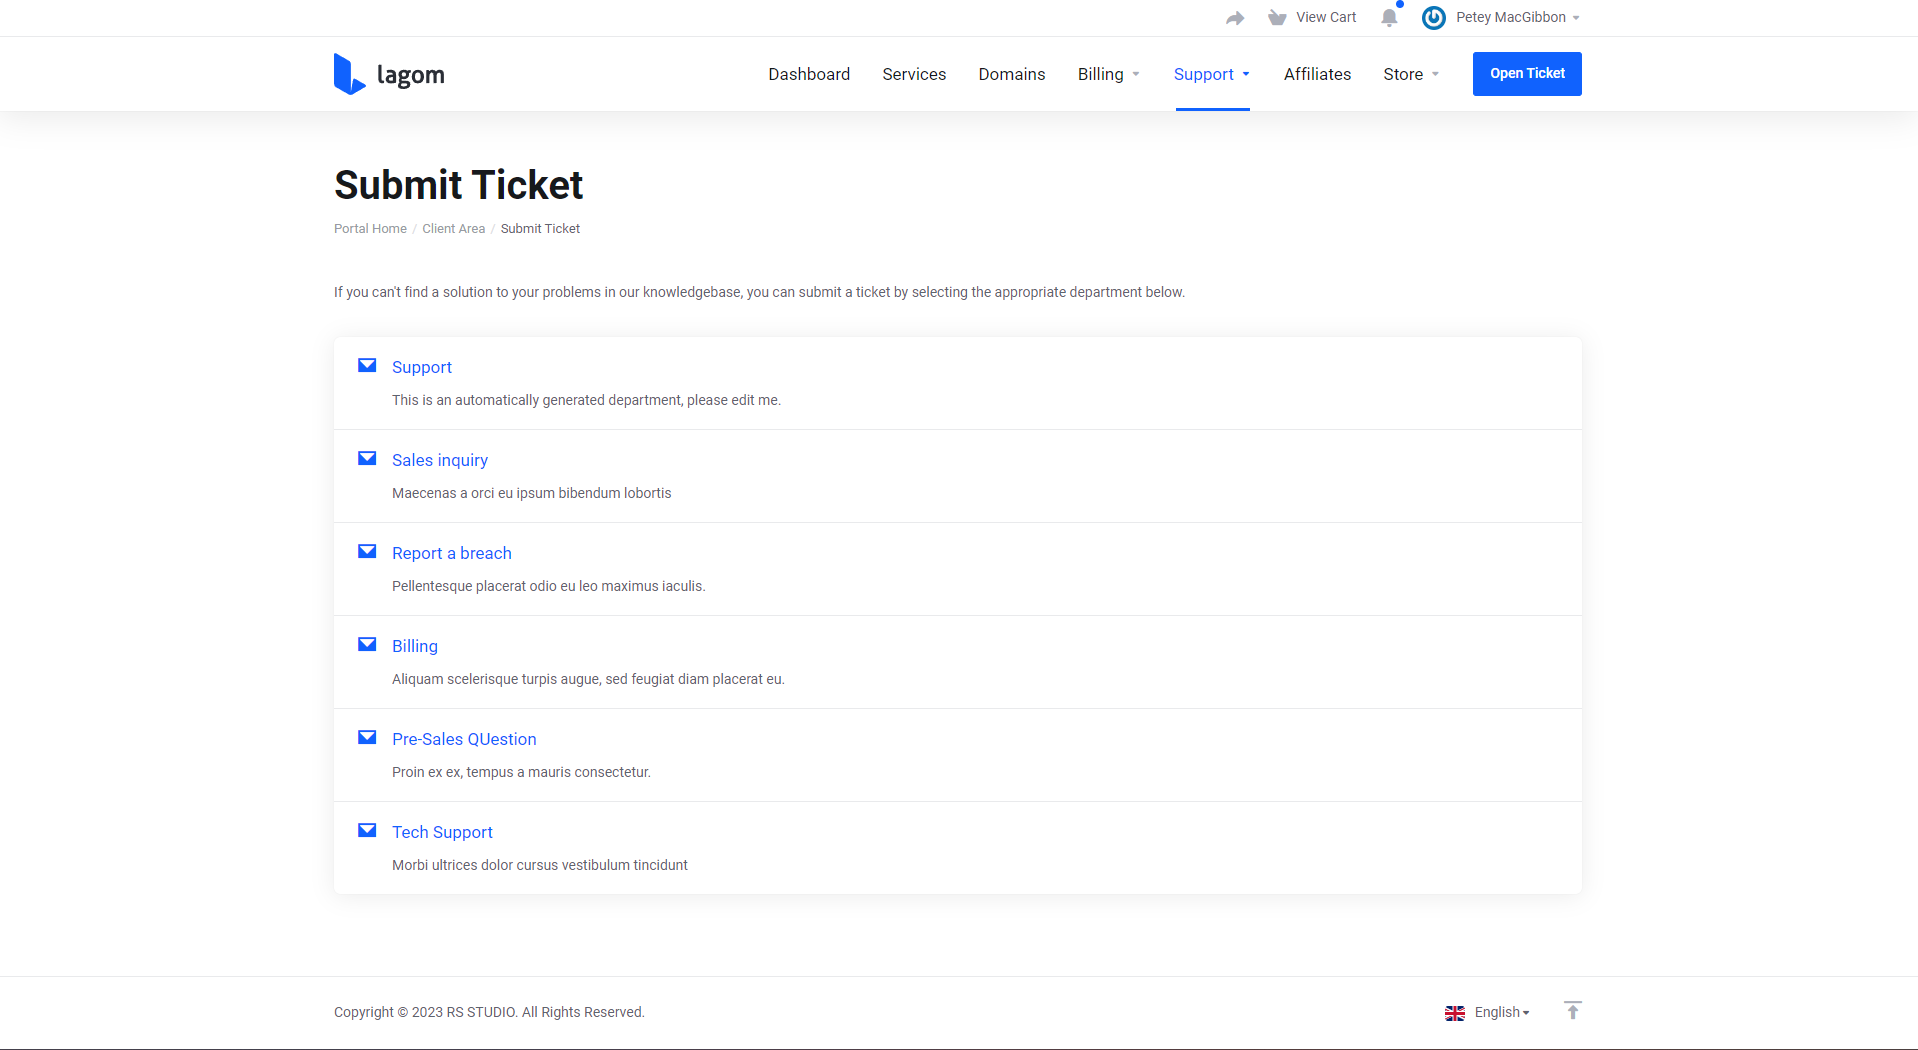 View Cart
Petey MacGibbon
lagom
Dashboard
Services
Domains
Billing
Support
Affiliates
Store
Open Ticket
Submit Ticket
Portal Home / Client Area / Submit Ticket
If you can't find a solution to your problems in our knowledgebase, you can submit a ticket by selecting the appropriate department below.
Support
This is an automatically generated department, please edit me.
Sales inquiry
Maecenas a orci eu ipsum bibendum lobortis
Report a breach
Pellentesque placerat odio eu leo maximus iaculis.
Billing
Aliquam scelerisque turpis augue, sed feugiat diam placerat eu.
Pre-Sales QUestion
Proin ex ex, tempus a mauris consectetur.
Tech Support
Morbi ultrices dolor cursus vestibulum tincidunt
Copyright © 2023 RS STUDIO. All Rights Reserved.
English